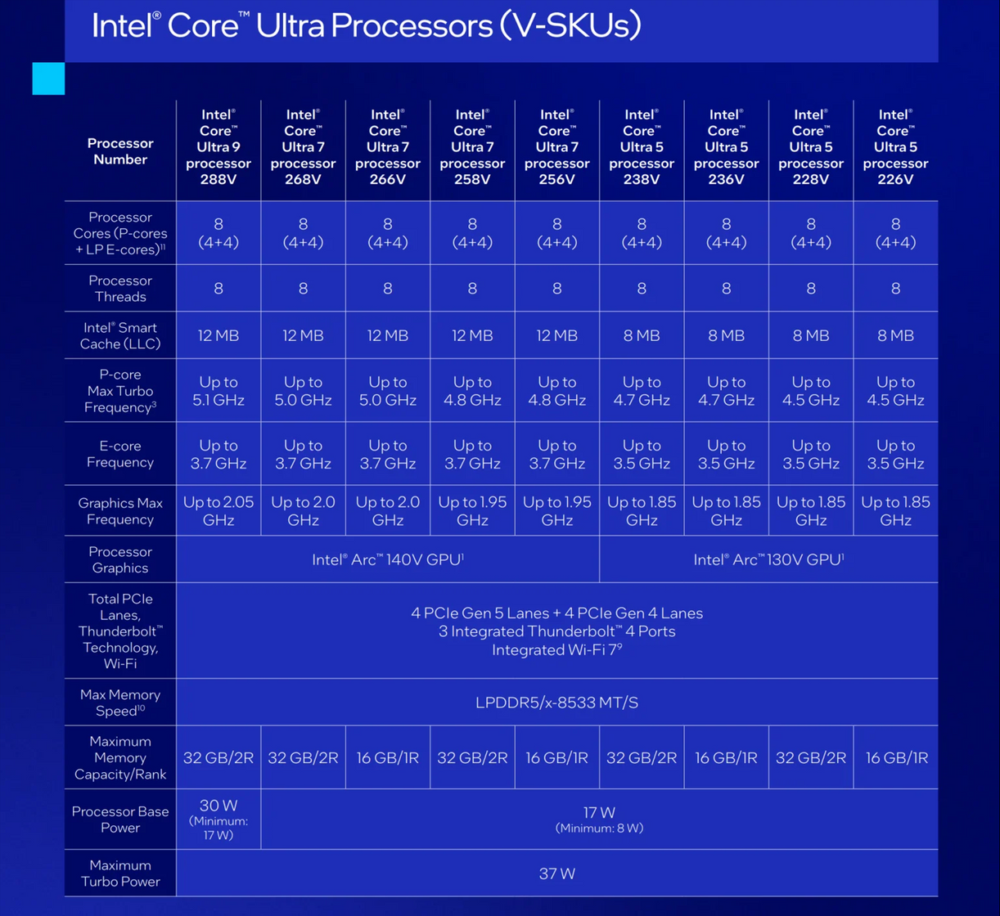 Intel® Core™ Ultra Processors (V-SKUs)
Processor Number Intel® Core™ Ultra 9 processor 288V Intel® Core™ Ultra 7 processor 268V Intel® Core™ Ultra 7 processor 266V Intel® Core™ Ultra 7 processor 258V Intel® Core™ Ultra 7 processor 256V Intel® Core™ Ultra 5 processor 238V Intel® Core™ Ultra 5 processor 236V Intel® Core™ Ultra 5 processor 228V Intel® Core™ Ultra 5 processor 226V
Processor Cores (P-cores + LP E-cores)¹¹ 8 (4+4) 8 (4+4) 8 (4+4) 8 (4+4) 8 (4+4) 8 (4+4) 8 (4+4) 8 (4+4) 8 (4+4)
Processor Threads 8 8 8 8 8 8 8 8 8
Intel® Smart Cache (LLC) 12 MB 12 MB 12 MB 12 MB 12 MB 8 MB 8 MB 8 MB 8 MB
P-core Max Turbo Frequency³ Up to 5.1 GHz Up to 5.0 GHz Up to 5.0 GHz Up to 4.8 GHz Up to 4.8 GHz Up to 4.7 GHz Up to 4.7 GHz Up to 4.5 GHz Up to 4.5 GHz
E-core Frequency Up to 3.7 GHz Up to 3.7 GHz Up to 3.7 GHz Up to 3.7 GHz Up to 3.7 GHz Up to 3.5 GHz Up to 3.5 GHz Up to 3.5 GHz Up to 3.5 GHz
Graphics Max Frequency Up to 2.05 GHz Up to 2.0 GHz Up to 2.0 GHz Up to 1.95 GHz Up to 1.95 GHz Up to 1.85 GHz Up to 1.85 GHz Up to 1.85 GHz Up to 1.85 GHz
Processor Graphics Intel® Arc™ 140V GPU¹ Intel® Arc™ 130V GPU¹
Total PCIe Lanes, Thunderbolt™ Technology, Wi-Fi
4 PCIe Gen 5 Lanes + 4 PCIe Gen 4 Lanes
3 Integrated Thunderbolt™ 4 Ports
Integrated Wi-Fi 7⁹
Max Memory Speed¹⁰ LPDDR5/x-8533 MT/S
Maximum Memory Capacity/Rank 32 GB/2R 32 GB/2R 16 GB/1R 32 GB/2R 16 GB/1R 32 GB/2R 16 GB/1R 32 GB/2R 16 GB/1R
Processor Base Power 30 W (Minimum: 17 W) 17 W (Minimum: 8 W)
Maximum Turbo Power 37 W